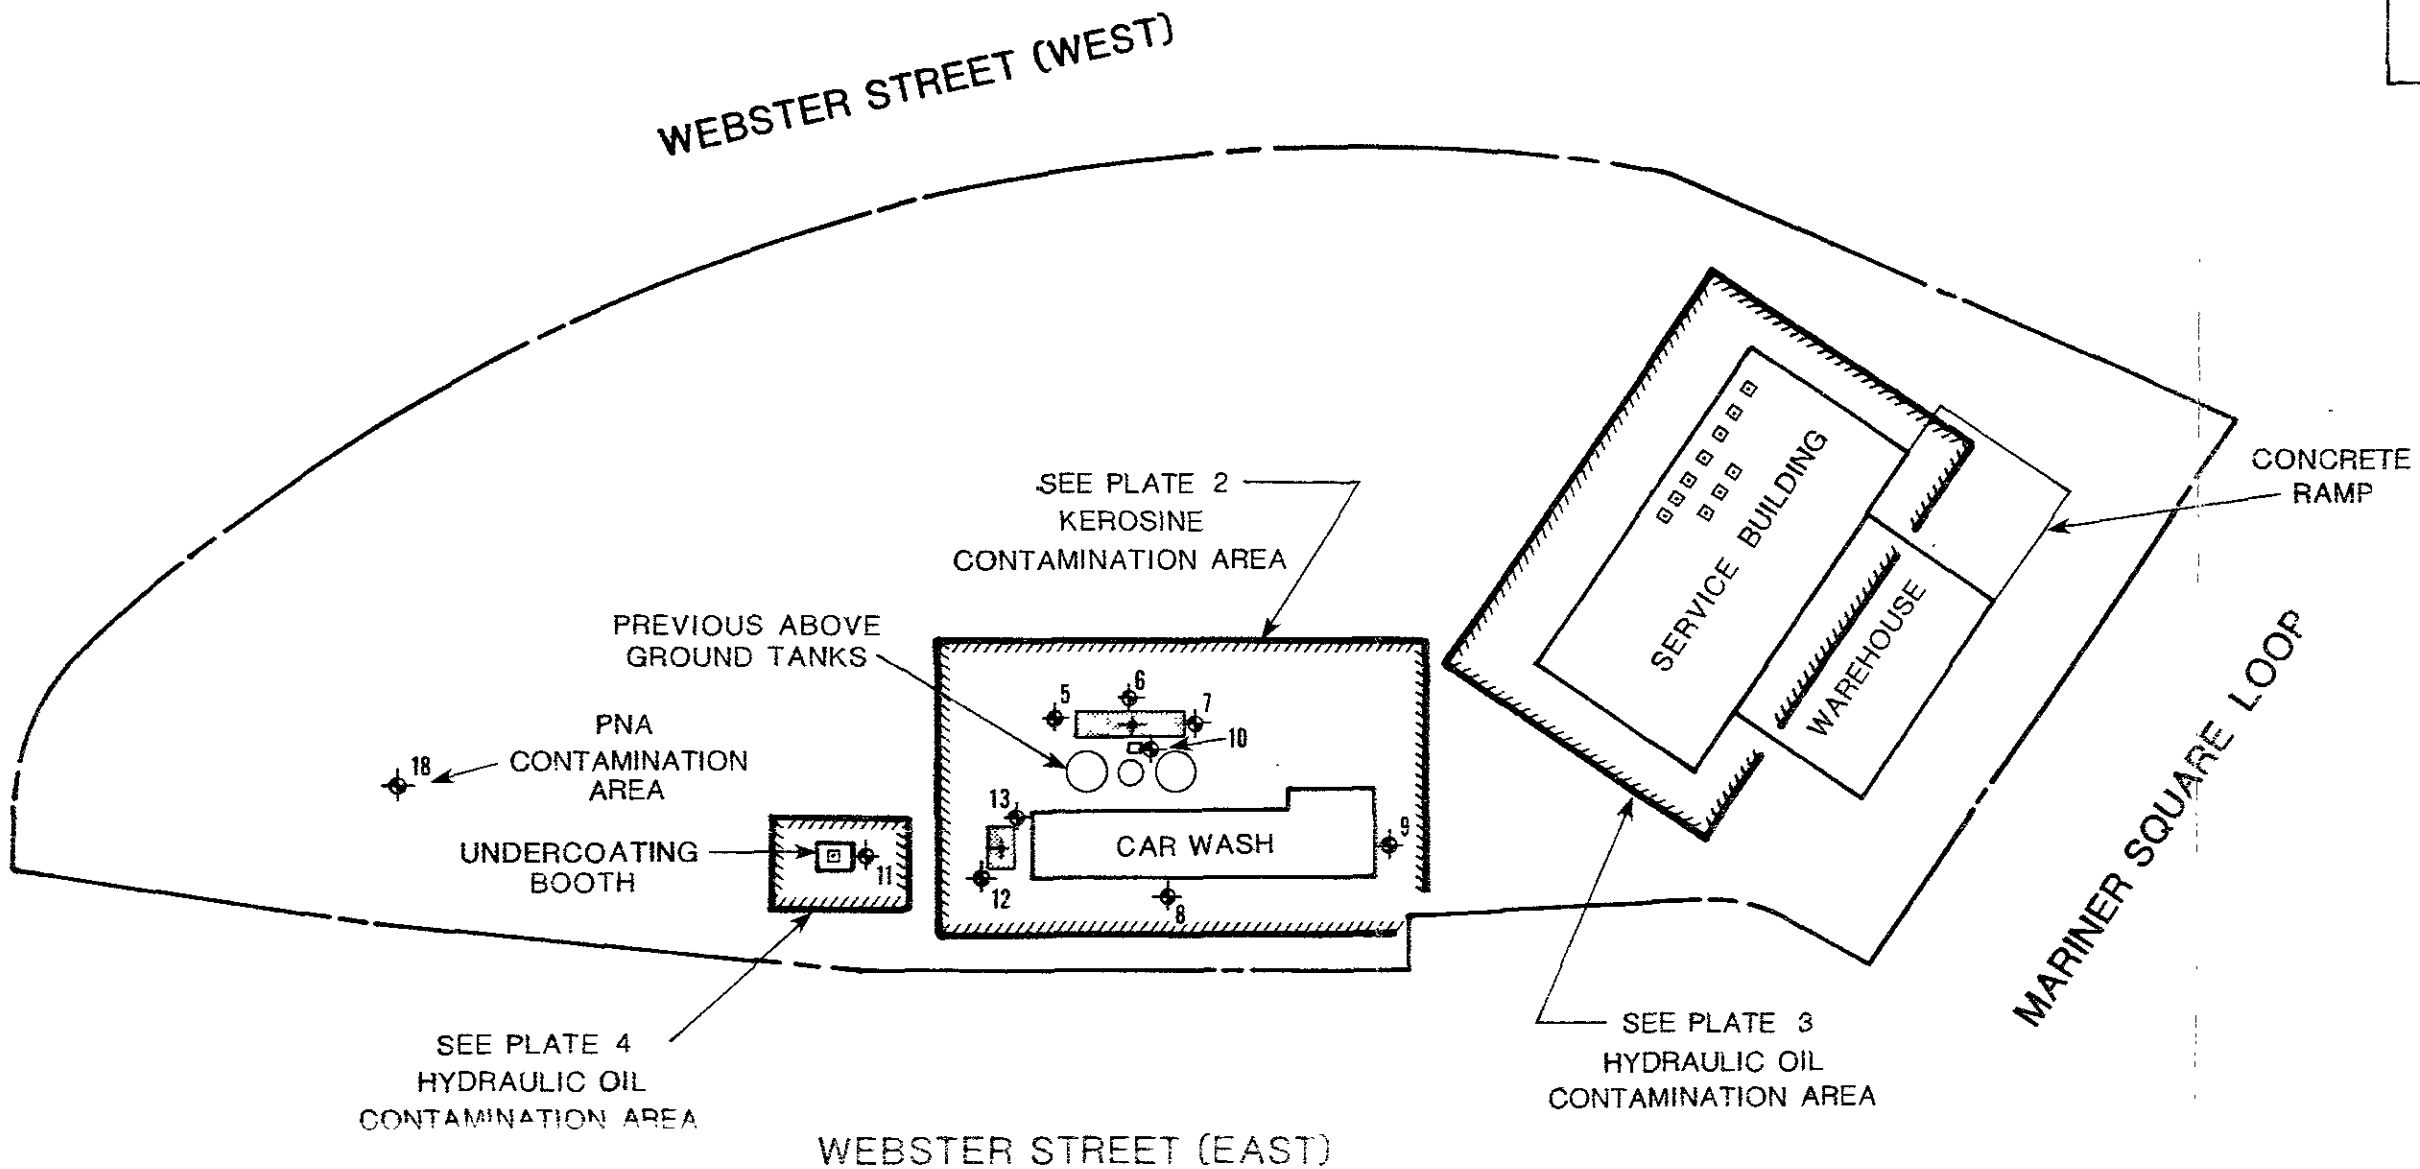 WEBSTER STREET (WEST)
SEE PLATE 2
KEROSINE
CONTAMINATION AREA
CONCRETE
RAMP
SERVICE BUILDING
WAREHOUSE
PREVIOUS ABOVE
GROUND TANKS
5
6
7
10
PNA
CONTAMINATION
AREA
18
13
CAR WASH
9
UNDERCOATING
BOOTH
11
12
8
MARINER SQUARE LOOP
SEE PLATE 4
HYDRAULIC OIL
CONTAMINATION AREA
SEE PLATE 3
HYDRAULIC OIL
CONTAMINATION AREA
WEBSTER STREET (EAST)